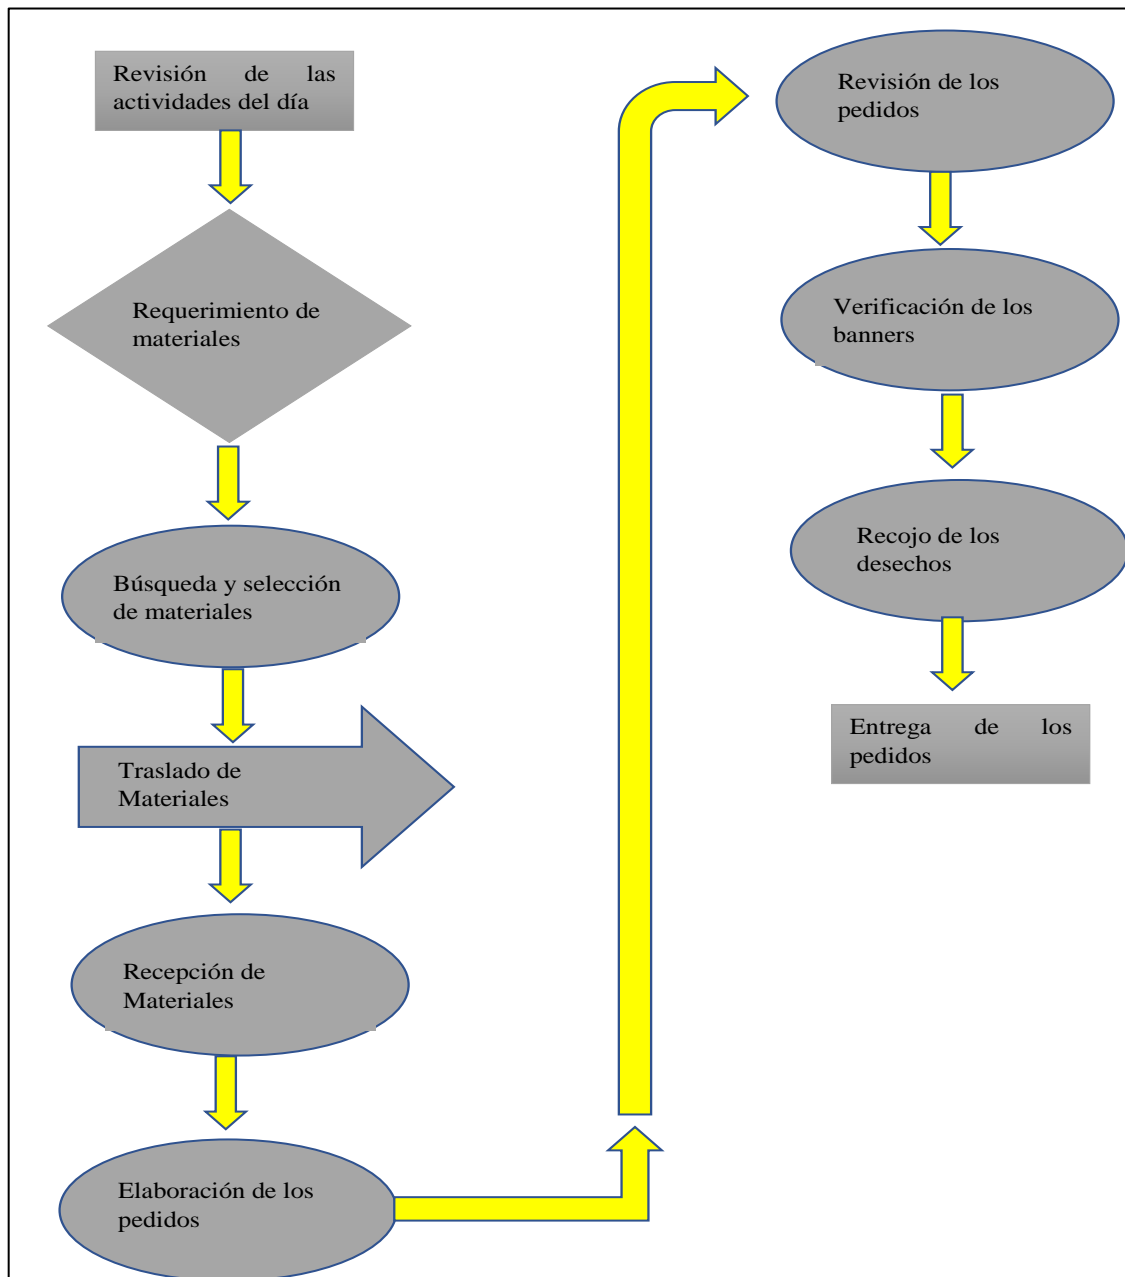 Revisión de las
actividades del día
Requerimiento de
materiales
Búsqueda y selección
de materiales
Traslado de
Materiales
Recepción de
Materiales
Elaboración de los
pedidos
Revisión de los
pedidos
Verificación de los
banners
Recojo de los
desechos
Entrega de los
pedidos